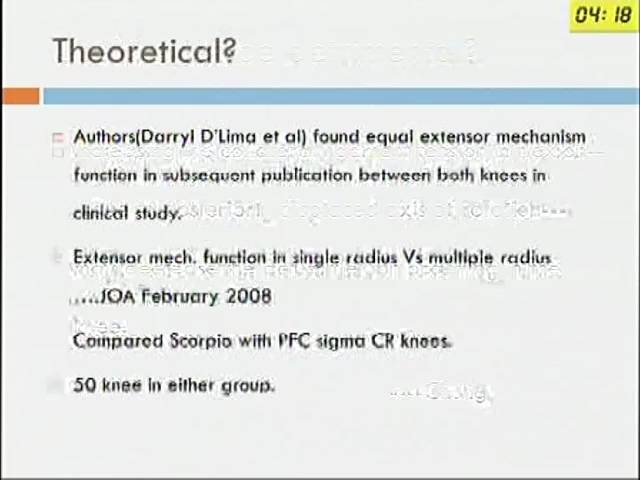 04: 18
Theoretical?
Authors(Darryl D'Lima et al) found equal extensor mechanism
function in subsequent publication between both knees in
clinical study.
Extensor mech. function in single radius Vs multiple radius
.....JOA February 2008
Compared Scorpio with PFC sigma CR knees.
50 knee in either group.